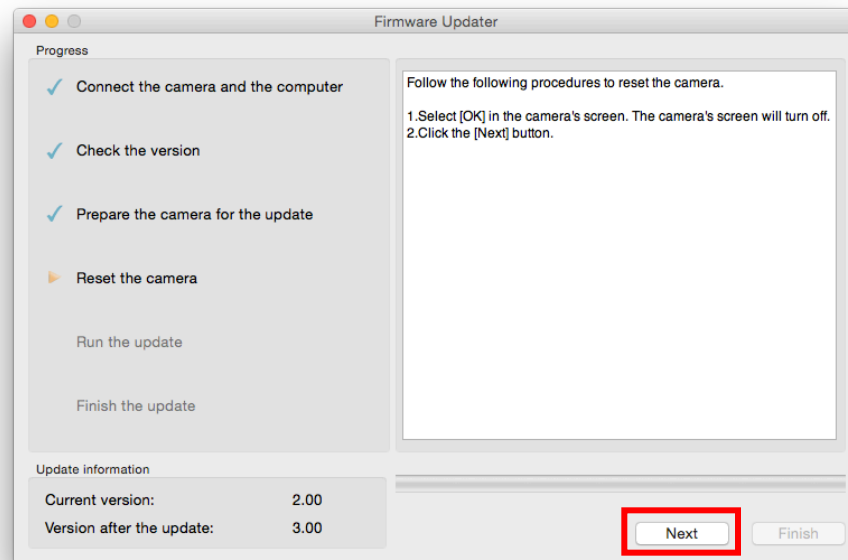 Firmware Updater
Progress
Connect the camera and the computer
Check the version
Prepare the camera for the update
Reset the camera
Run the update
Finish the update
Follow the following procedures to reset the camera.
1.Select [OK] in the camera's screen. The camera's screen will turn off.
2.Click the [Next] button.
Update information
Current version: 2.00
Version after the update: 3.00
Next
Finish